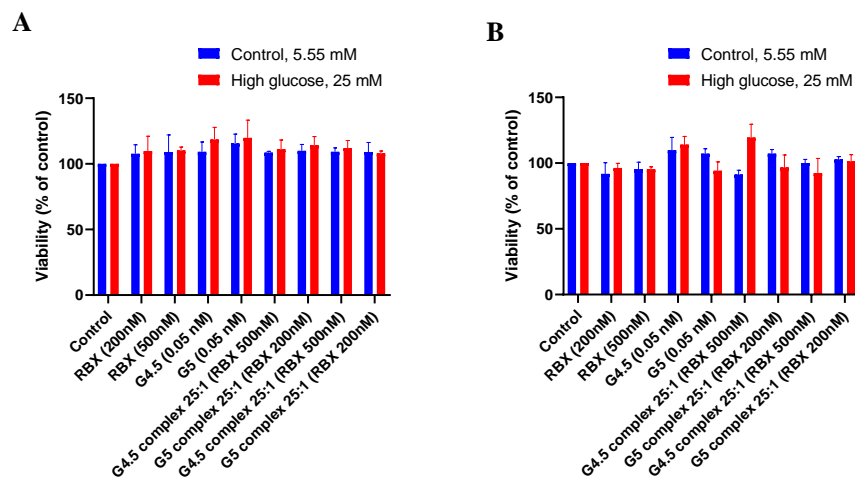 A
Control, 5.55 mM
High glucose, 25 mM
Viability (% of control)
150
100
50
0
Control
RBX (200nM)
RBX (500nM)
G4.5 (0.05 nM)
G5 (0.05 nM)
G4.5 complex 25:1 (RBX 500nM)
G5 complex 25:1 (RBX 200nM)
G4.5 complex 25:1 (RBX 500nM)
G5 complex 25:1 (RBX 200nM)
B
Control, 5.55 mM
High glucose, 25 mM
Viability (% of control)
150
100
50
0
Control
RBX (200nM)
RBX (500nM)
G4.5 (0.05 nM)
G5 (0.05 nM)
G4.5 complex 25:1 (RBX 500nM)
G5 complex 25:1 (RBX 200nM)
G4.5 complex 25:1 (RBX 500nM)
G5 complex 25:1 (RBX 200nM)